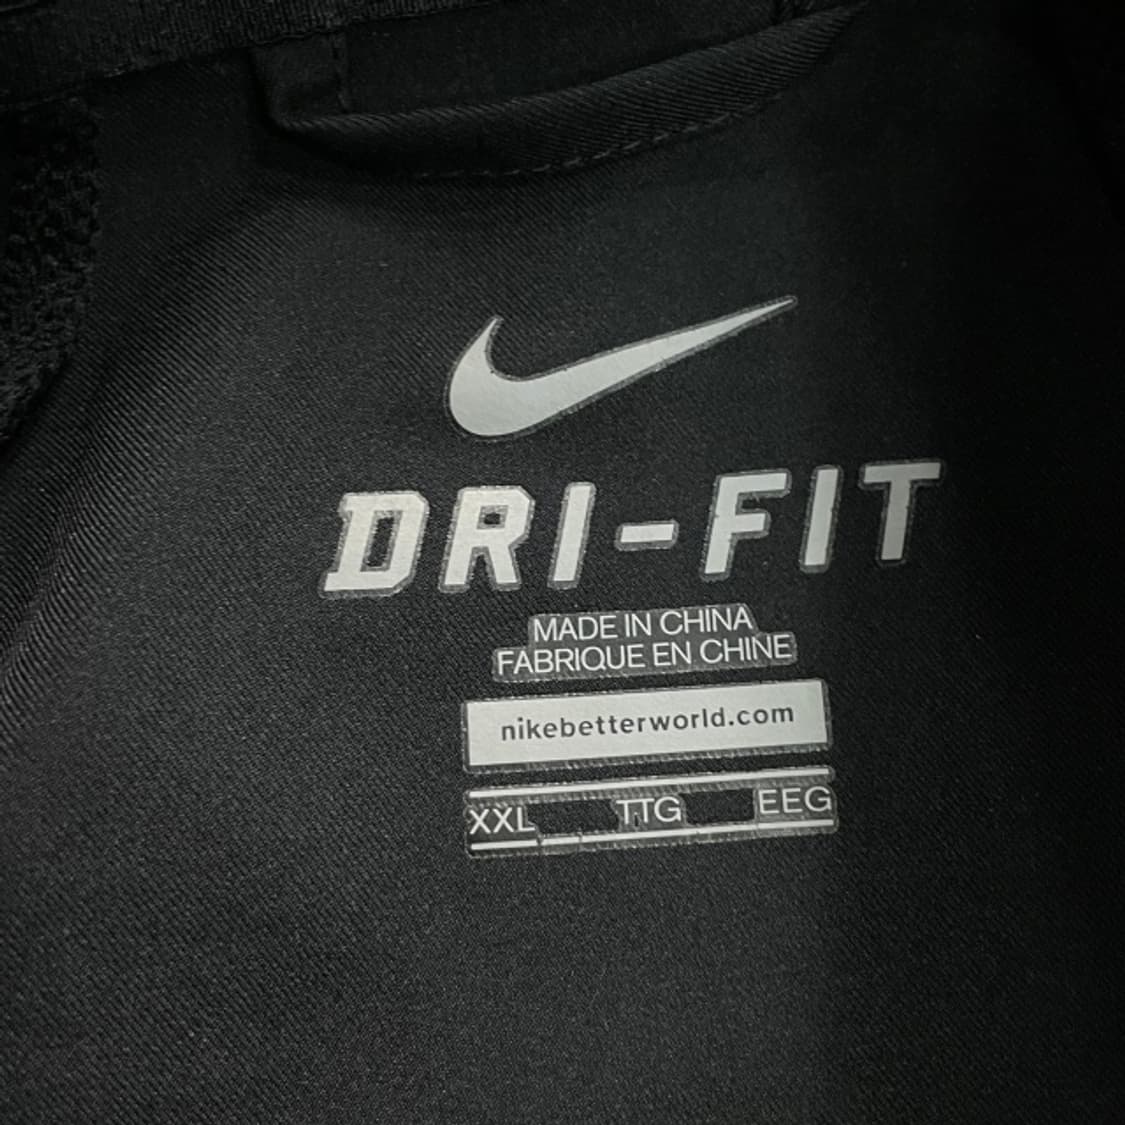 DRI-FIT
MADE IN CHINA
FABRIQUE EN CHINE
nikebetterworld.com
XXL TTG EEG